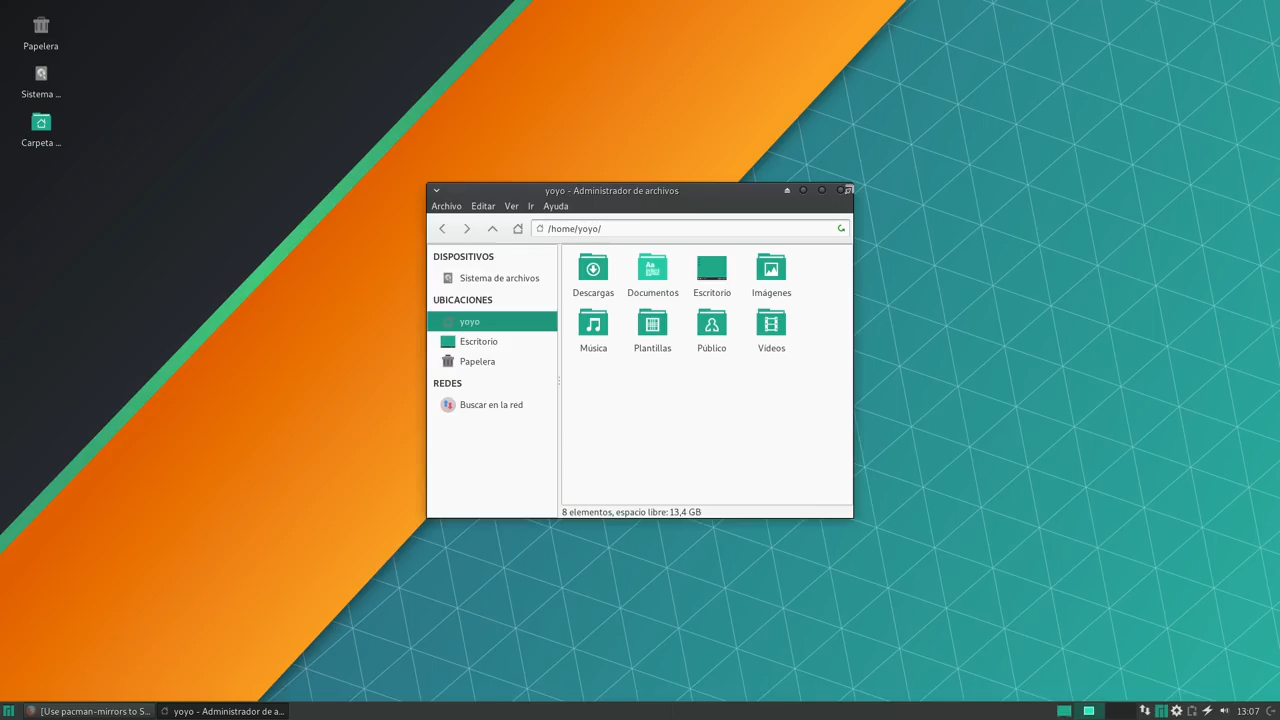 Papelera
Sistema ...
Carpeta ...
yoyo - Administrador de archivos
Archivo Editar Ver Ir Ayuda
/home/yoyo/
DISPOSITIVOS
Sistema de archivos
UBICACIONES
yoyo
Escritorio
Papelera
REDES
Buscar en la red
Descargas Documentos Escritorio Imágenes
Música Plantillas Público Vídeos
8 elementos, espacio libre: 13,4 GB
[Use pacman-mirrors to S... yoyo - Administrador de a... 13:07